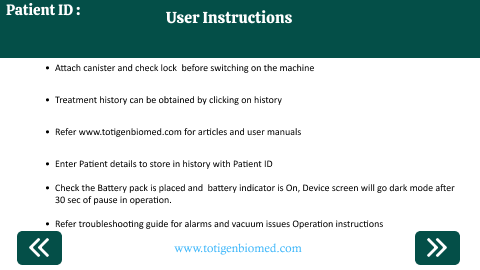 Patient ID :
User Instructions
• Attach canister and check lock  before switching on the machine
• Treatment history can be obtained by clicking on history
• Refer www.totigenbiomed.com for articles and user manuals
• Enter Patient details to store in history with Patient ID
• Check the Battery pack is placed and  battery indicator is On, Device screen will go dark mode after
30 sec of pause in operation.
• Refer troubleshooting guide for alarms and vacuum issues Operation instructions
www.totigenbiomed.com